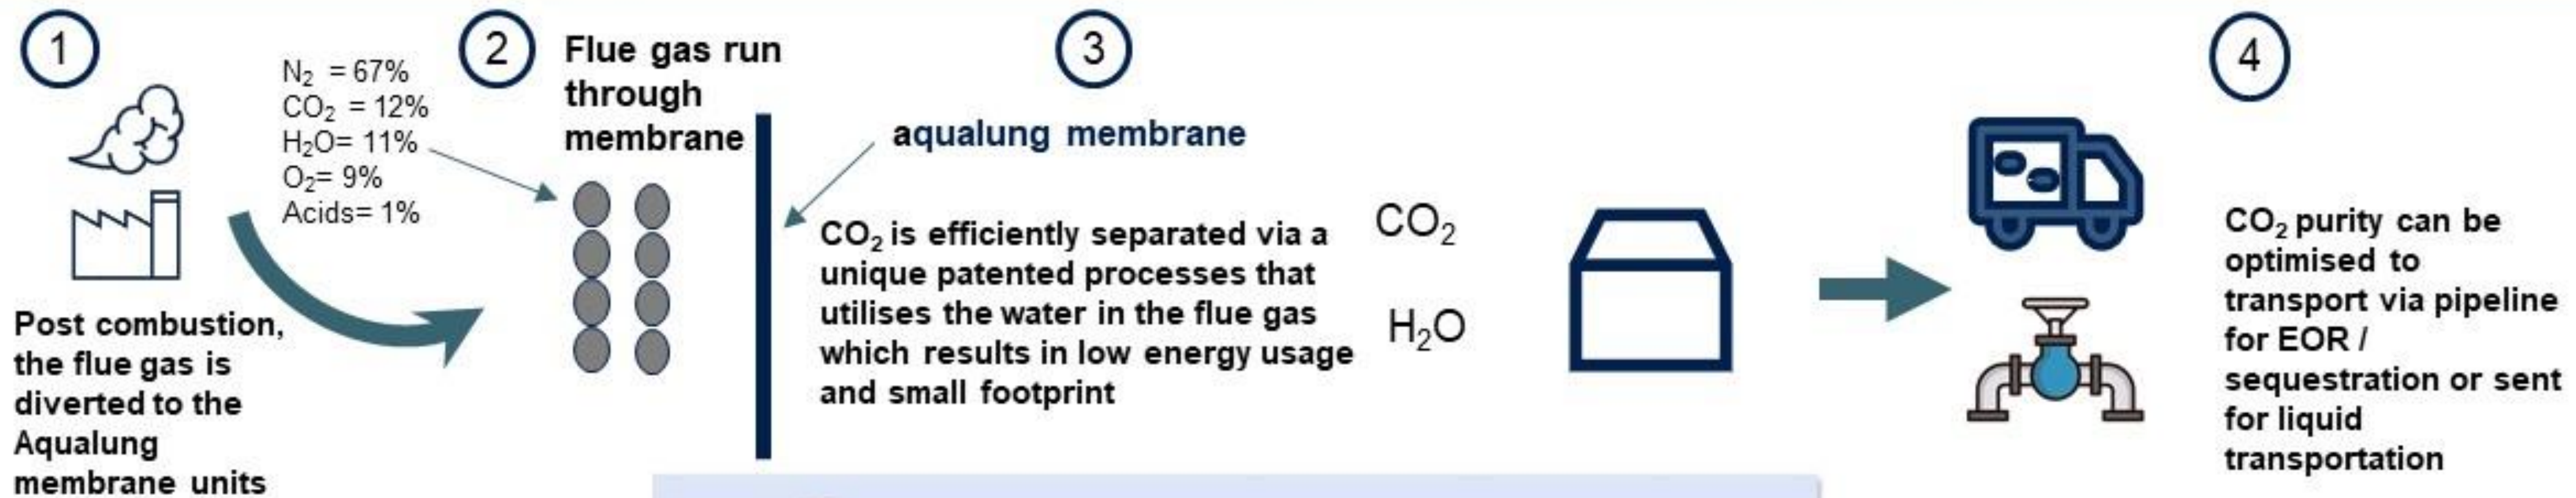 1
N₂ = 67%
CO₂ = 12%
H₂O= 11%
O₂= 9%
Acids= 1%
Post combustion,
the flue gas is
diverted to the
Aqualung
membrane units
2
Flue gas run
through
membrane
3
aqualung membrane
CO₂ is efficiently separated via a
unique patented processes that
utilises the water in the flue gas
which results in low energy usage
and small footprint
CO₂
H₂O
4
CO₂ purity can be
optimised to
transport via pipeline
for EOR /
sequestration or sent
for liquid
transportation